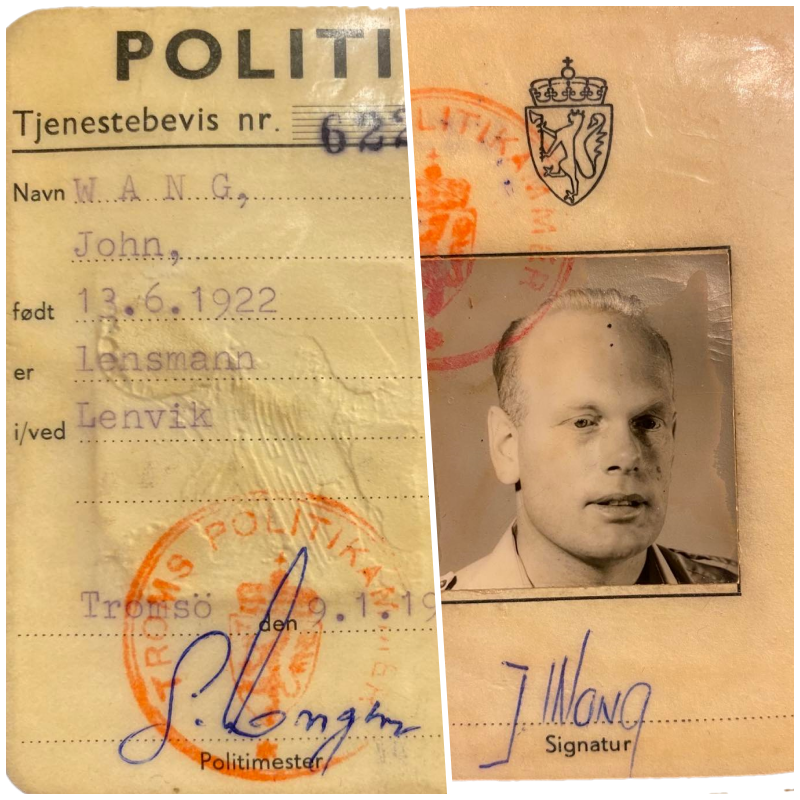 POLITI
Tjenestebevis nr. 622
Navn W A N G,
John,
født 13.6.1922
er lensmann
i/ved Lenvik
TROMS POLITIKAMMER
Tromsö den 9.1.19
Politimester
POLITIKAMMER
J. Wang
Signatur